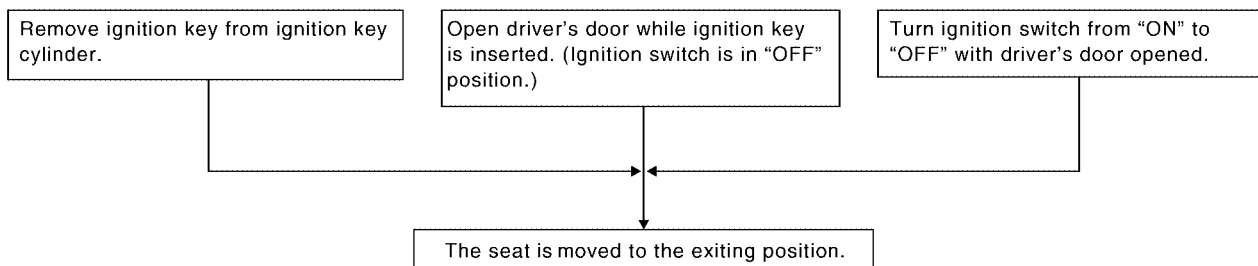 Remove ignition key from ignition key
cylinder.
Open driver's door while ignition key
is inserted. (Ignition switch is in “OFF”
position.)
Turn ignition switch from “ON” to
“OFF” with driver's door opened.
The seat is moved to the exiting position.